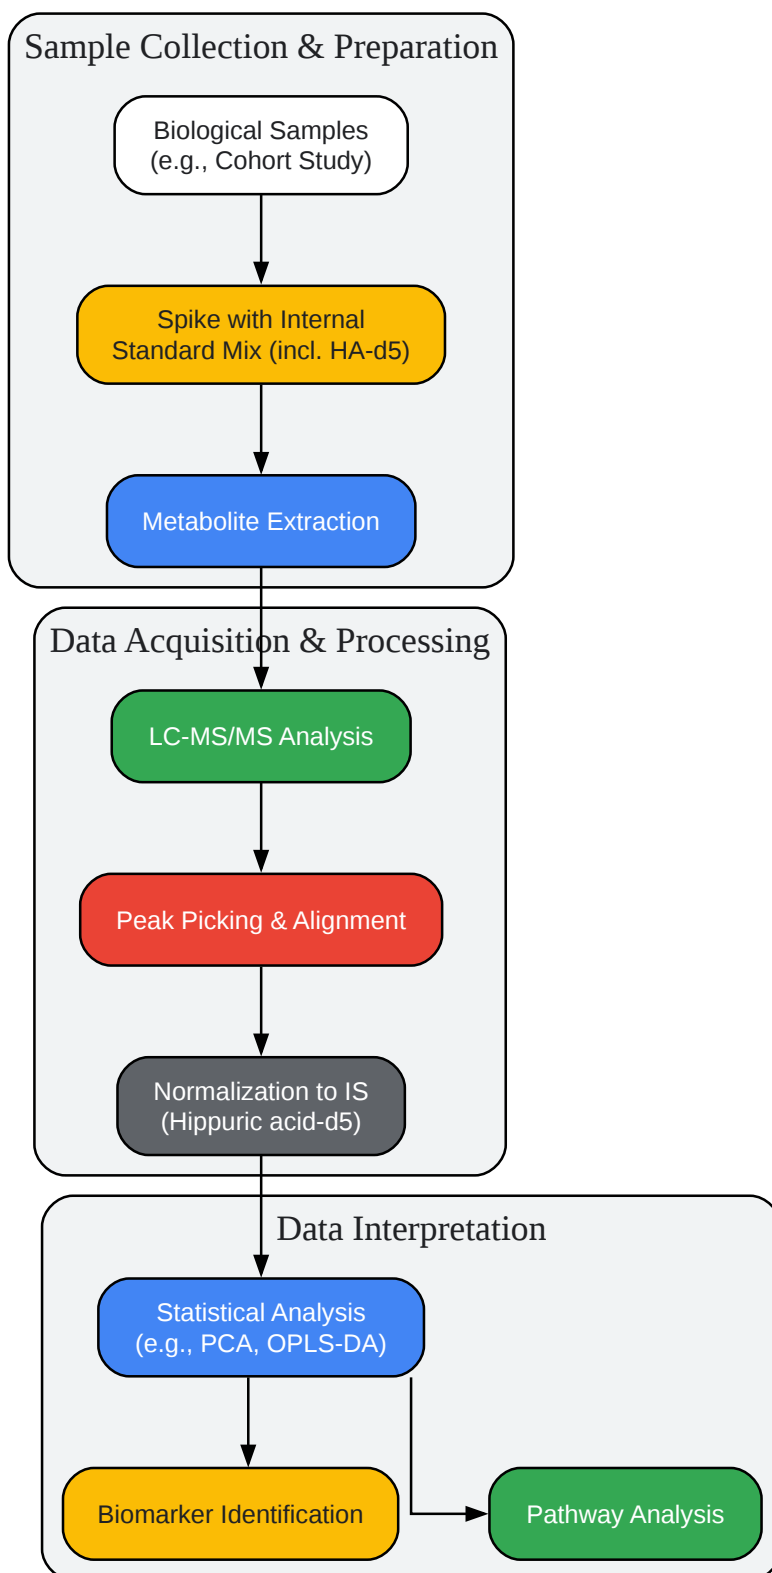 Sample Collection & Preparation
Biological Samples
(e.g., Cohort Study)
Spike with Internal
Standard Mix (incl. HA-d5)
Metabolite Extraction
Data Acquisition & Processing
LC-MS/MS Analysis
Peak Picking & Alignment
Normalization to IS
(Hippuric acid-d5)
Data Interpretation
Statistical Analysis
(e.g., PCA, OPLS-DA)
Biomarker Identification
Pathway Analysis